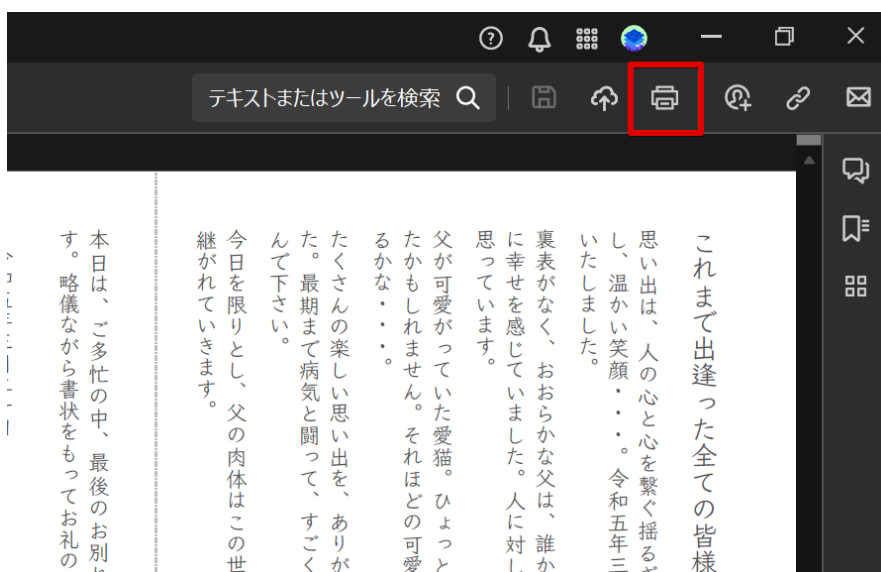 テキストまたはツールを検索
これまで出逢った全ての皆様
思い出は、人の心と心を繋ぐ揺る
し、温かい笑顔・・・。令和五年三
いたしました。
裏表がなく、おおらかな父は、誰か
に幸せを感じていました。人に対し
思っています。
父が可愛がっていた愛猫。ひょっと
たかもしれません。それほどの可愛
るかな・・・。
たくさんの楽しい思い出を、ありが
た。最期まで病気と闘って、すごく
んで下さい。
今日を限りとし、父の肉体はこの世
継がれていきます。
本日は、ご多忙の中、最後のお別れ
す。略儀ながら書状をもってお礼の